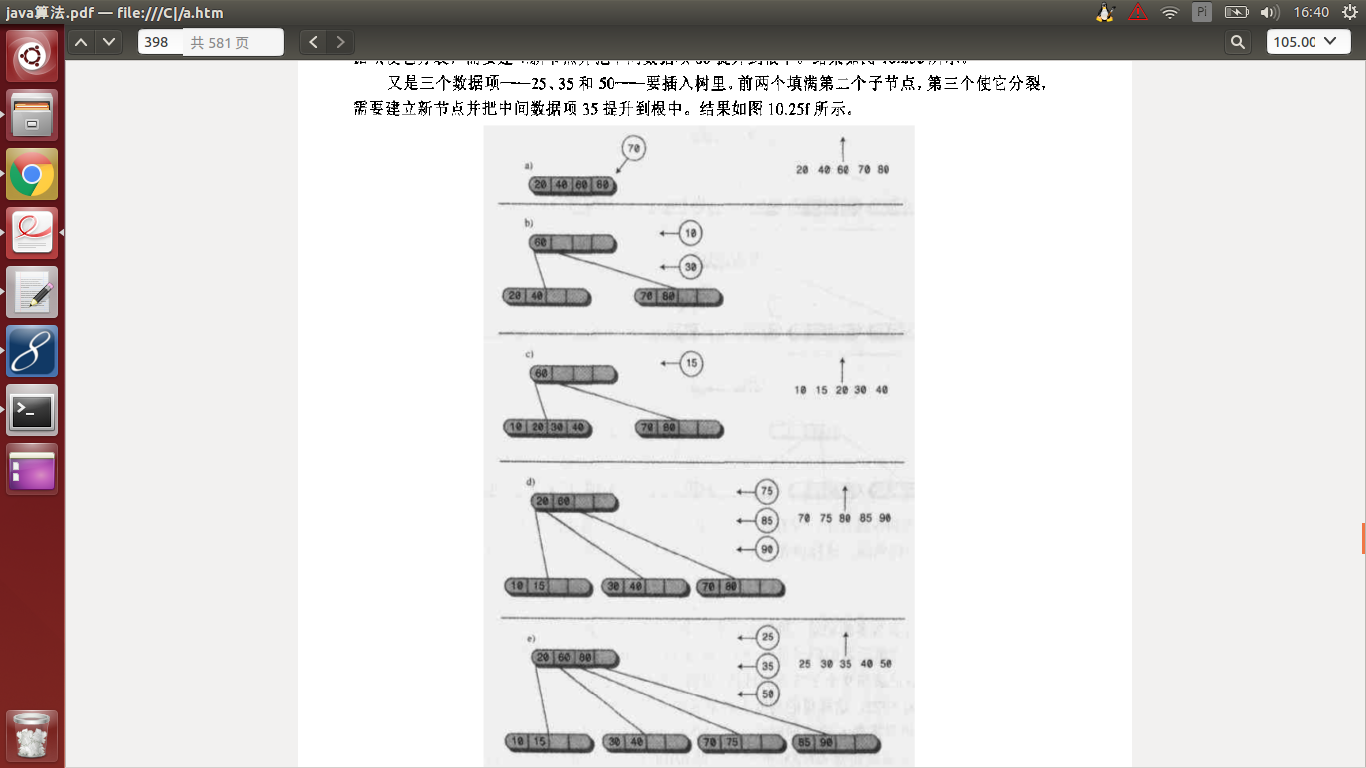 java算法.pdf — file:///C|/a.htm
Pi
16:40
398
共 581 页
105.00
又是三个数据项——25、35 和 50——要插入树里。前两个填满第二个子节点，第三个使它分裂，
需要建立新节点并把中间数据项 35 提升到根中。结果如图 10.25f 所示。
a)
70
20 40 60 80
20 40 60 70 80
b)
60
10
30
20 40
70 80
c)
60
15
10 15 20 30 40
10 20 30 40
70 80
d)
20 60
75
85
90
70 75 80 85 90
10 15
30 40
70 80
e)
20 60 80
25
35
50
25 30 35 40 50
10 15
30 40
70 75
85 90